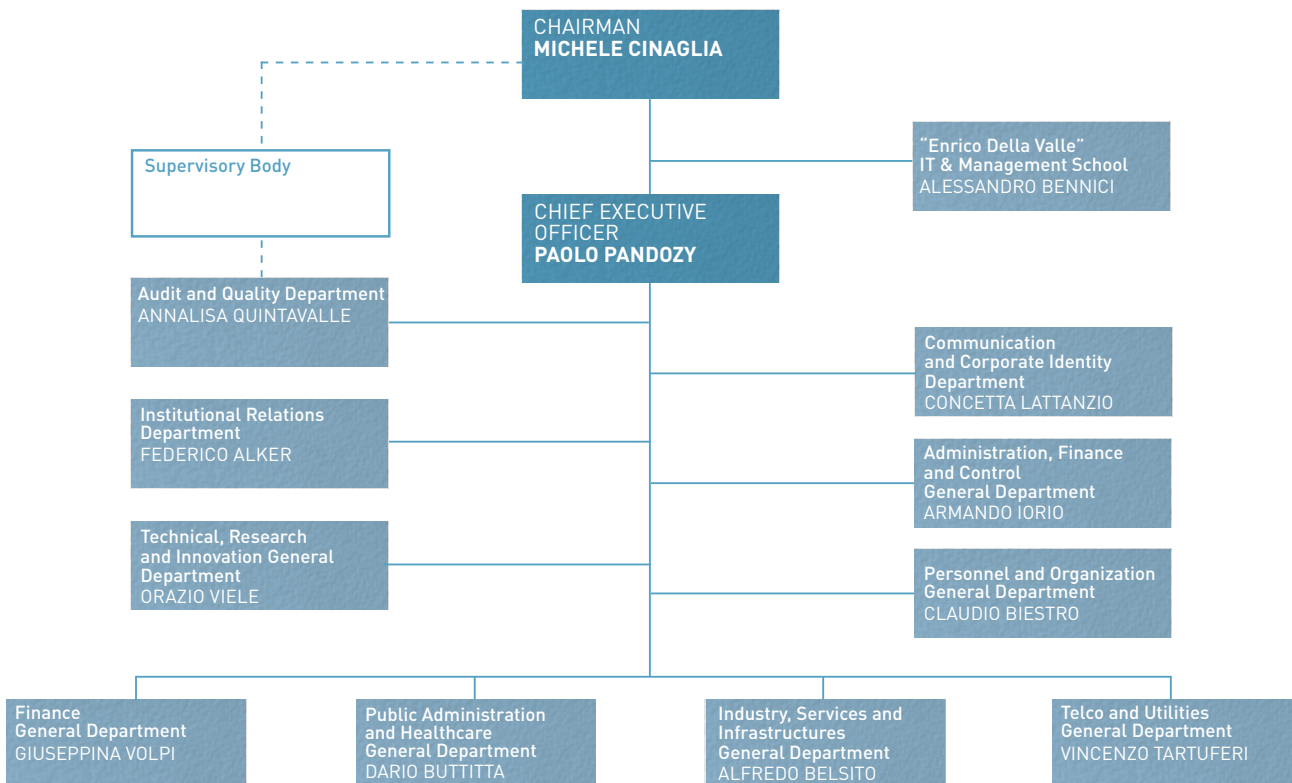 CHAIRMAN
MICHELE CINAGLIA
"Enrico Della Valle"
IT & Management School
ALESSANDRO BENNICI
Supervisory Body
CHIEF EXECUTIVE
OFFICER
PAOLO PANDOZY
Audit and Quality Department
ANNALISA QUINTAVALLE
Communication
and Corporate Identity
Department
CONCETTA LATTANZIO
Institutional Relations
Department
FEDERICO ALKER
Administration, Finance
and Control
General Department
ARMANDO IORIO
Technical, Research
and Innovation General
Department
ORAZIO VIELE
Personnel and Organization
General Department
CLAUDIO BIESTRO
Finance
General Department
GIUSEPPINA VOLPI
Public Administration
and Healthcare
General Department
DARIO BUTTITTA
Industry, Services and
Infrastructures
General Department
ALFREDO BELSITO
Telco and Utilities
General Department
VINCENZO TARTUFERI